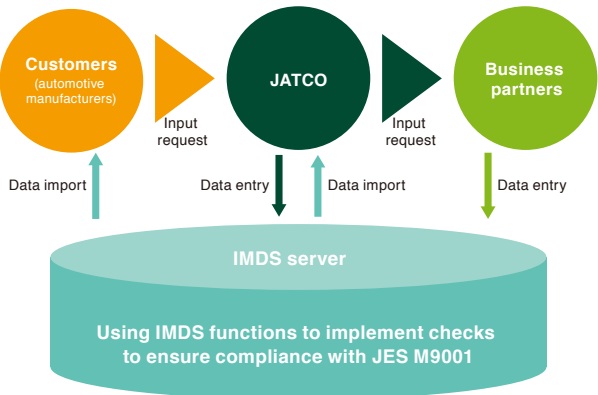 Customers
(automotive
manufacturers)
JATCO
Business
partners
Input
request
Input
request
Data import
Data entry
Data import
Data entry
IMDS server
Using IMDS functions to implement checks
to ensure compliance with JES M9001